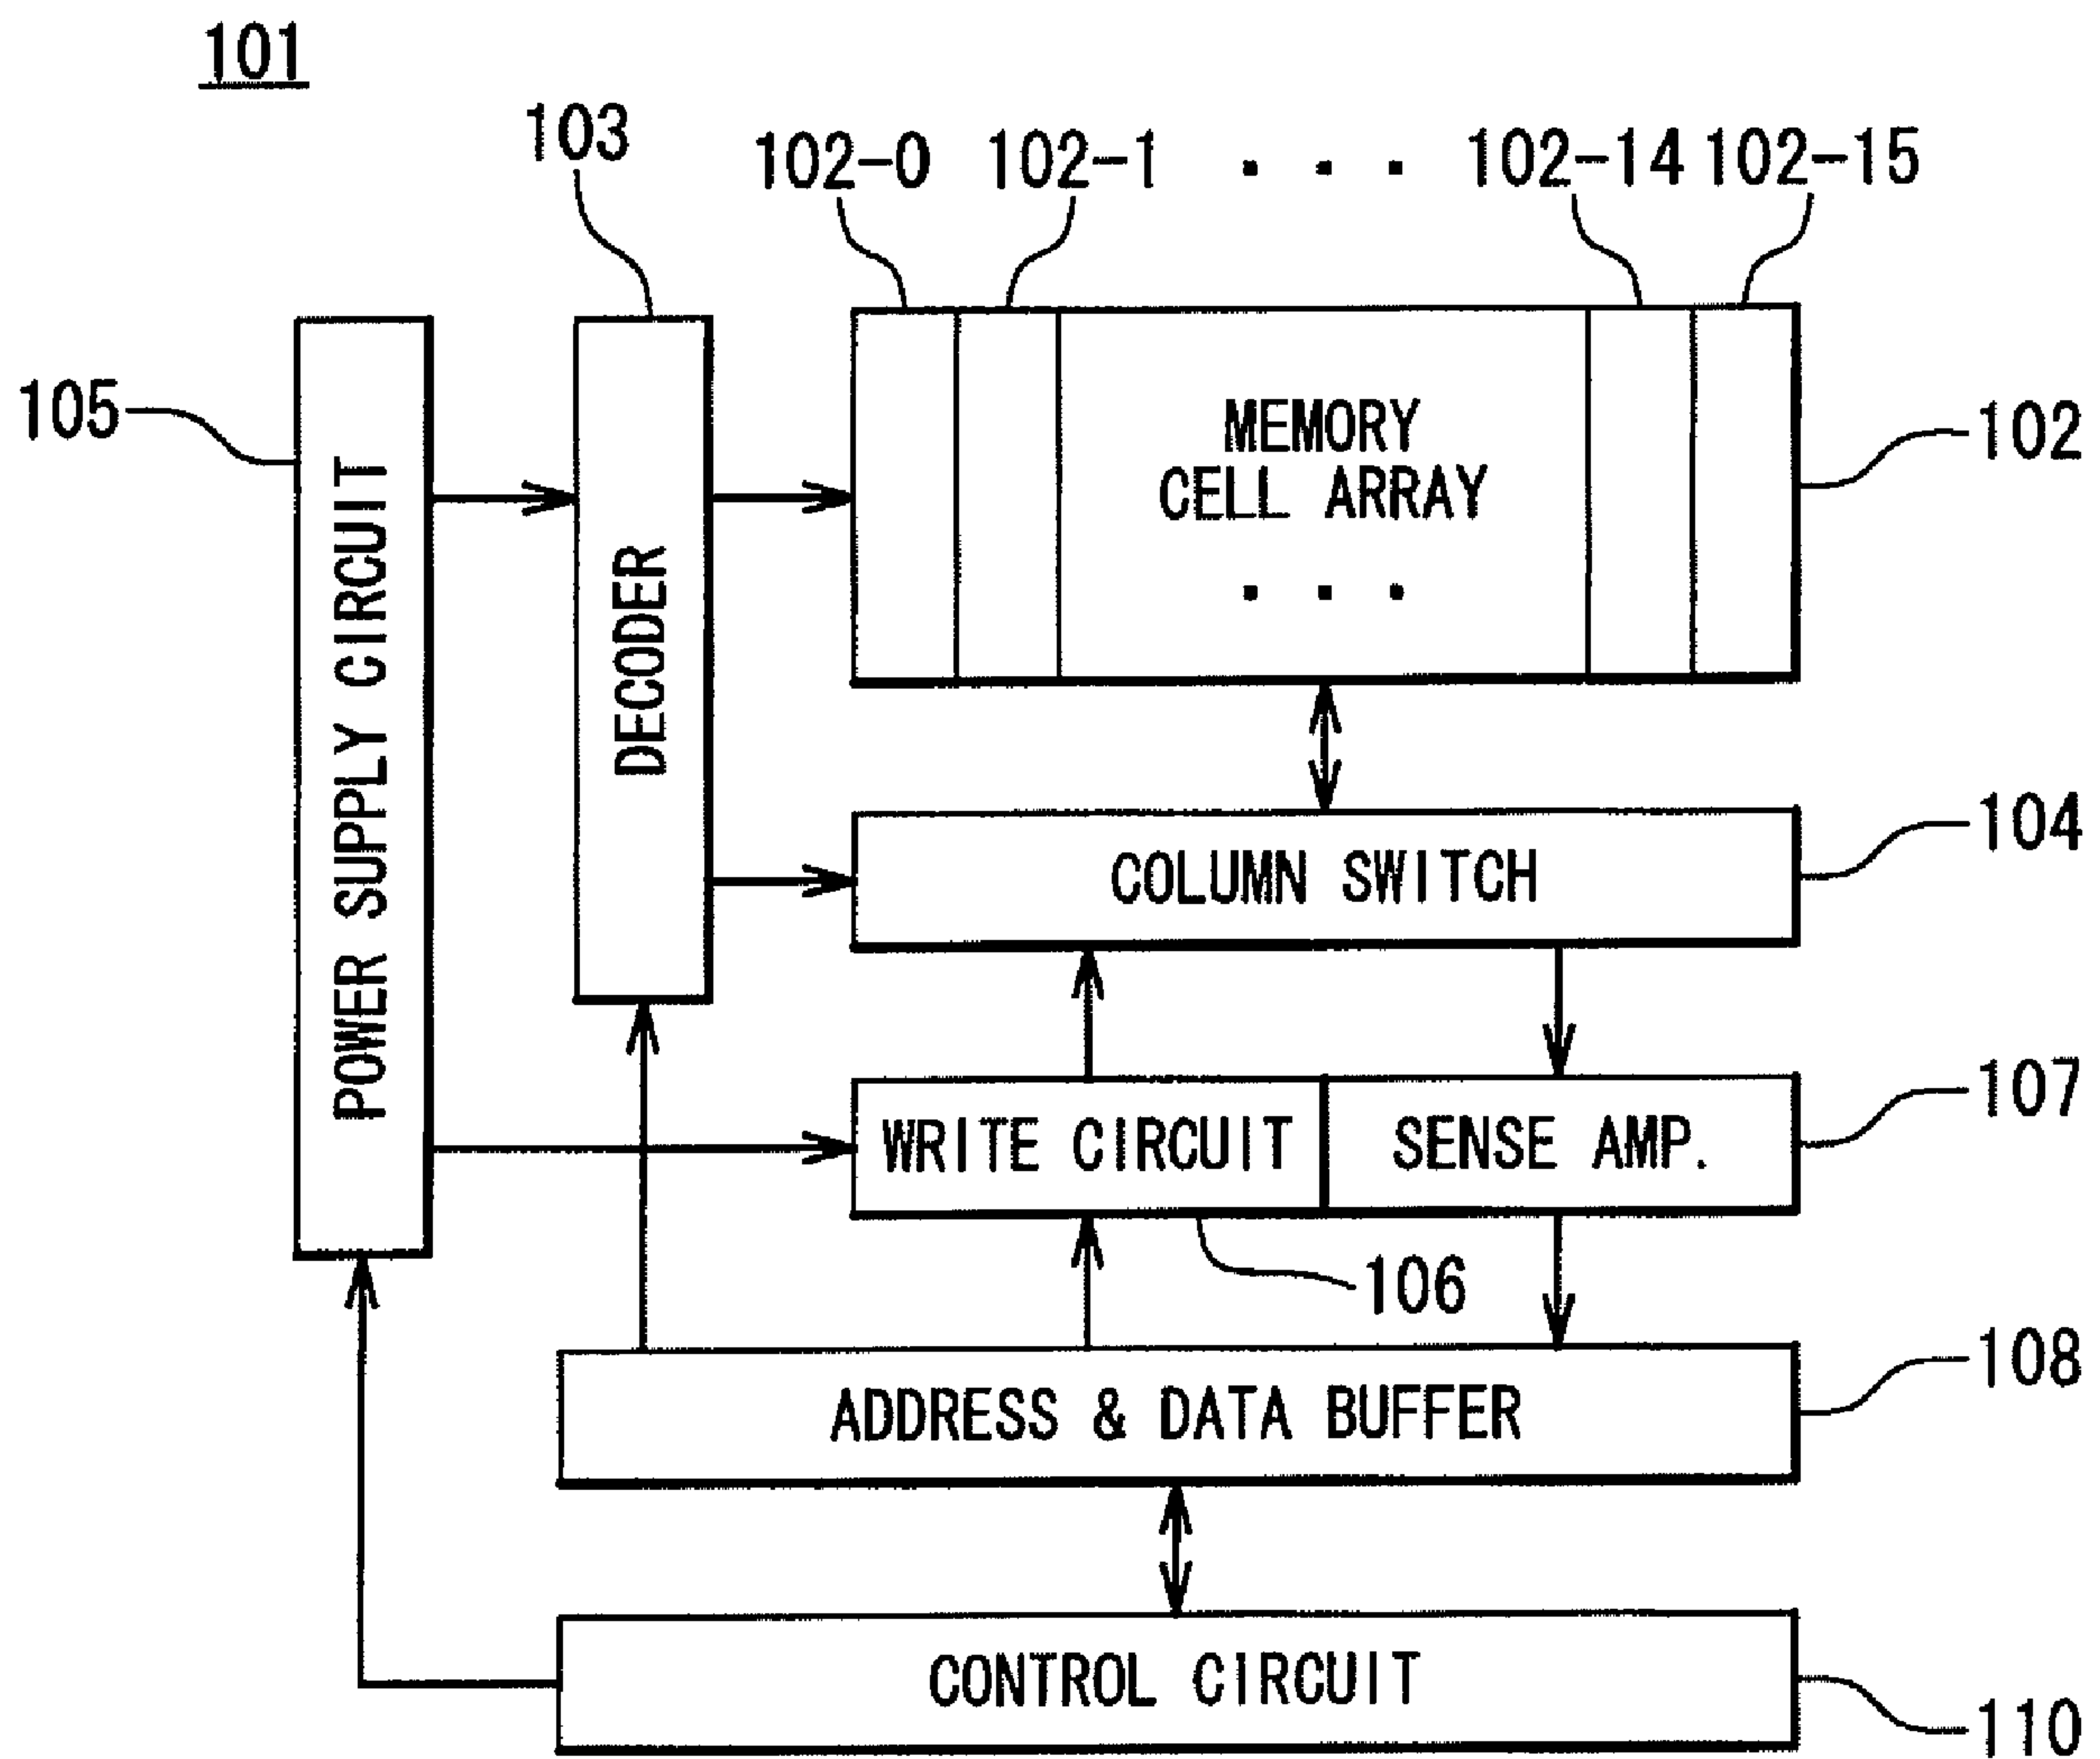 101
103
102-0 102-1 ... 102-14 102-15
105
POWER SUPPLY CIRCUIT
DECODER
MEMORY
CELL ARRAY
...
102
COLUMN SWITCH
104
WRITE CIRCUIT
SENSE AMP.
107
106
ADDRESS & DATA BUFFER
108
CONTROL CIRCUIT
110